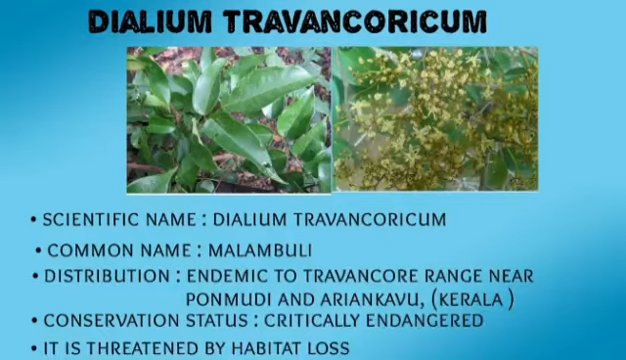 DIALIUM TRAVANCORICUM
• SCIENTIFIC NAME : DIALIUM TRAVANCORICUM
• COMMON NAME : MALAMBULI
• DISTRIBUTION : ENDEMIC TO TRAVANCORE RANGE NEAR
PONMUDI AND ARIANKAVU, (KERALA )
• CONSERVATION STATUS : CRITICALLY ENDANGERED
• IT IS THREATENED BY HABITAT LOSS